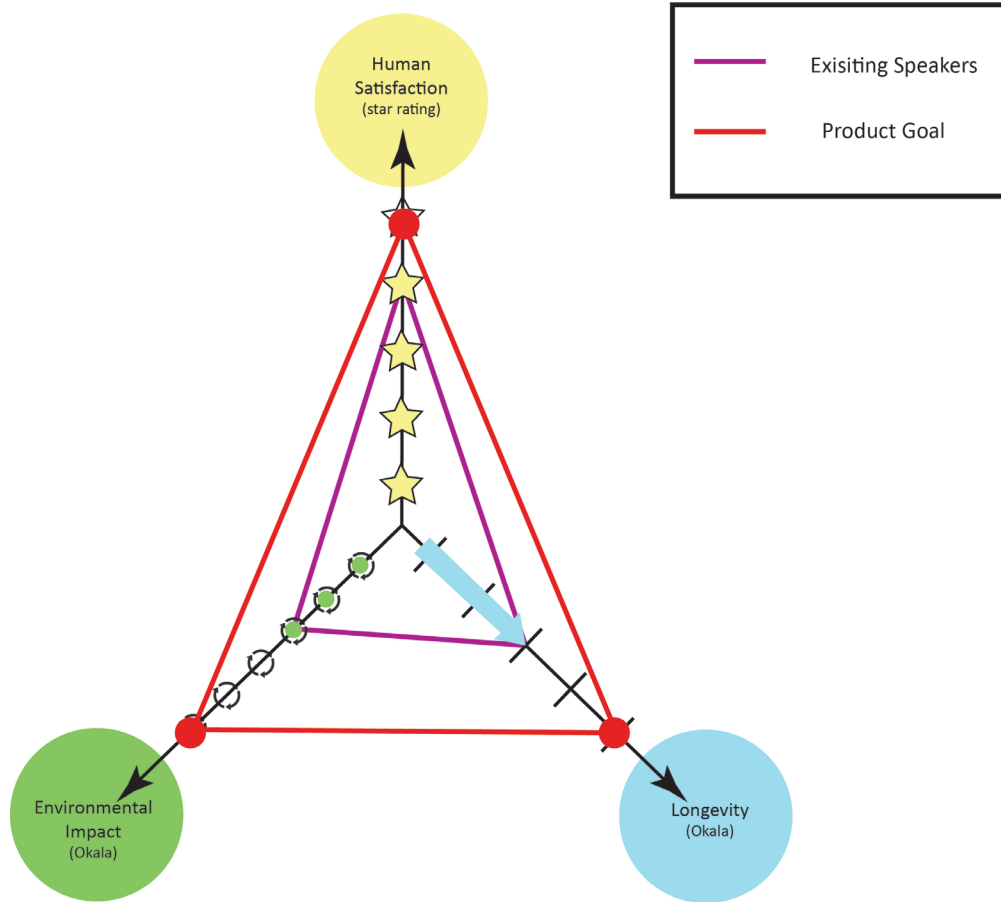 Human
Satisfaction
(star rating)
Exisiting Speakers
Product Goal
Environmental
Impact
(Okala)
Longevity
(Okala)